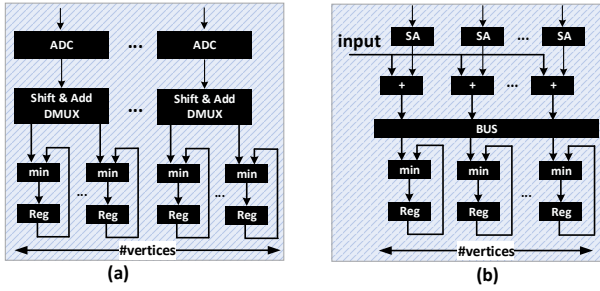 ADC ... ADC
Shift & Add DMUX ... Shift & Add DMUX
min min min min
... ...
Reg Reg Reg Reg
#vertices
(a)
SA SA ... SA
input
+ + ... +
BUS
min min min
...
Reg Reg Reg
#vertices
(b)